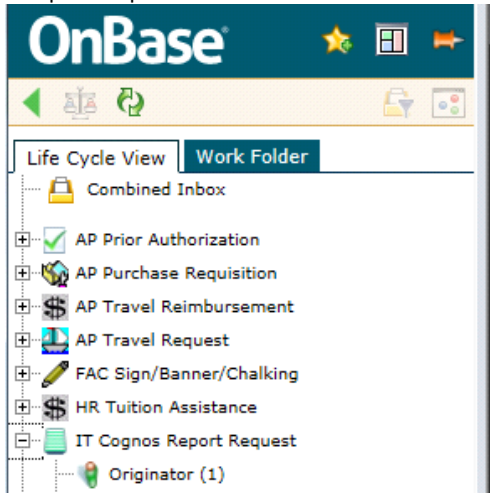 OnBase
Life Cycle View Work Folder
Combined Inbox
AP Prior Authorization
AP Purchase Requisition
AP Travel Reimbursement
AP Travel Request
FAC Sign/Banner/Chalking
HR Tuition Assistance
IT Cognos Report Request
Originator (1)